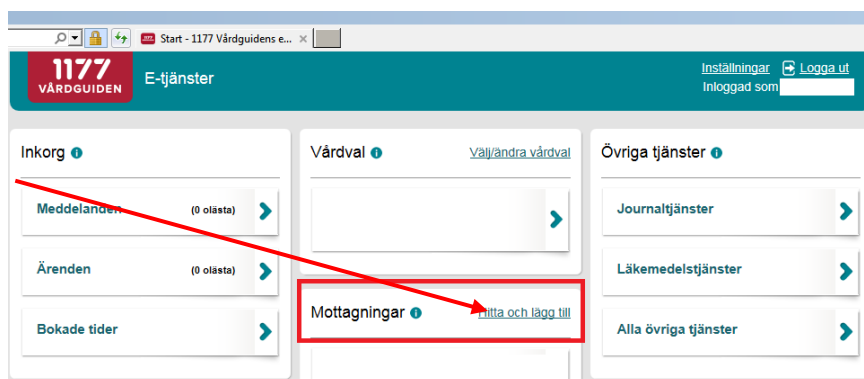 Start - 1177 Vårdguidens e...
1177
VÅRDGUIDEN
E-tjänster
Inställningar
Logga ut
Inloggad som
Inkorg
Meddelanden (0 olästa)
Ärenden (0 olästa)
Bokade tider
Vårdval
Välj/ändra vårdval
Mottagningar
Hitta och lägg till
Övriga tjänster
Journaltjänster
Läkemedelstjänster
Alla övriga tjänster